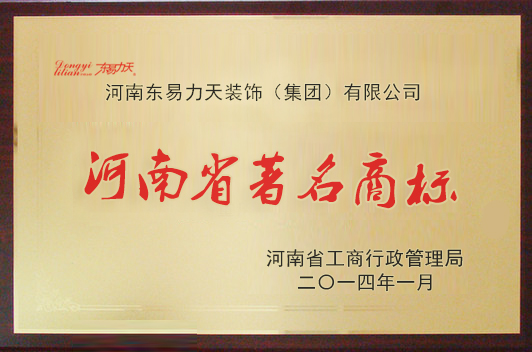 Dongyi 东易力天
litian
河南东易力天装饰（集团）有限公司
河南省著名商标
河南省工商行政管理局
二〇一四年一月